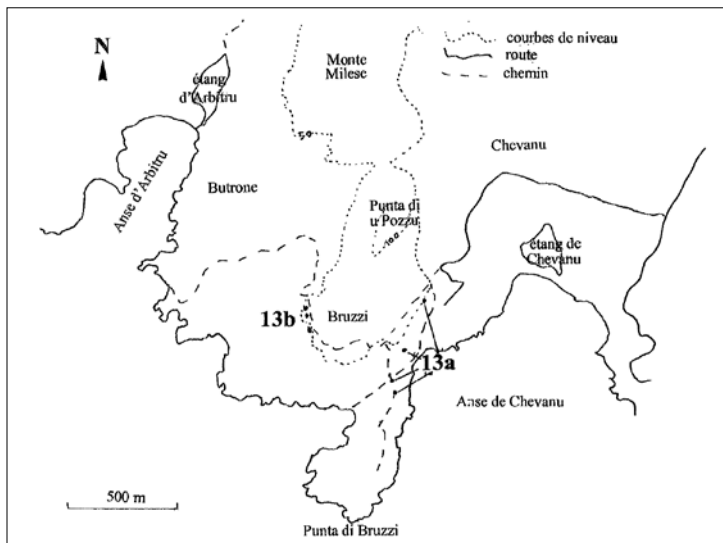 N
courbes de niveau
route
chemin
Monte
Milese
étang
d'Arbitru
Chevanu
Anse d'Arbitru
Butrone
Punta di
u Pozzu
100
étang de
Chevanu
13b
Bruzzi
13a
Anse de Chevanu
500 m
Punta di Bruzzi